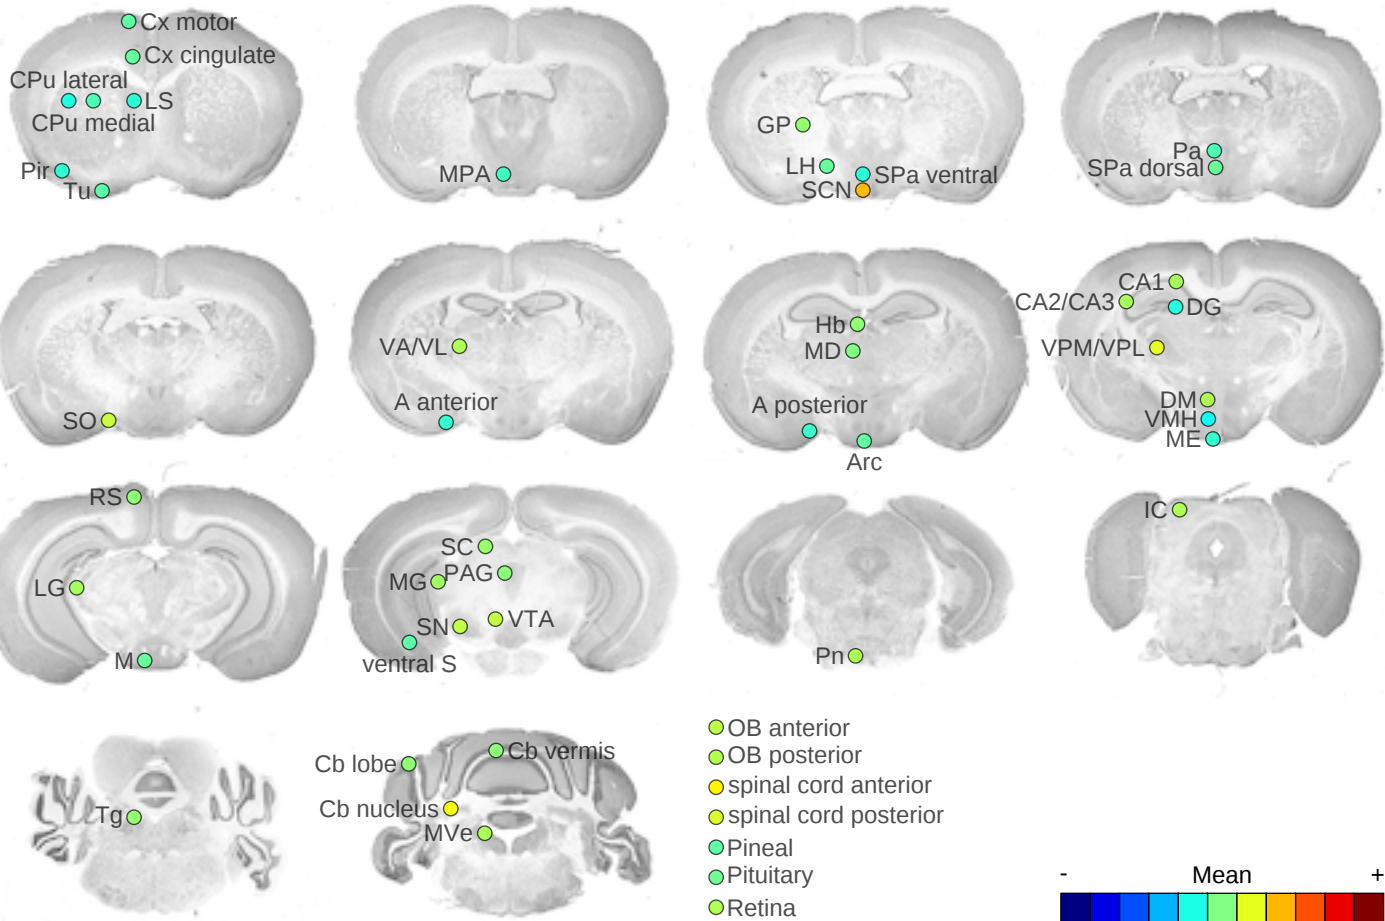 Cx motor
Cx cingulate
CPu lateral
LS
CPu medial
Pir
Tu
MPA
GP
LH
SPa ventral
SCN
Pa
SPa dorsal
SO
VA/VL
A anterior
Hb
MD
A posterior
Arc
CA1
CA2/CA3
DG
VPM/VPL
DM
VMH
ME
RS
LG
M
SC
PAG
MG
VTA
SN
ventral S
Pn
IC
Tg
Cb vermis
Cb lobe
Cb nucleus
MVe
OB anterior
OB posterior
spinal cord anterior
spinal cord posterior
Pineal
Pituitary
Retina
- Mean +